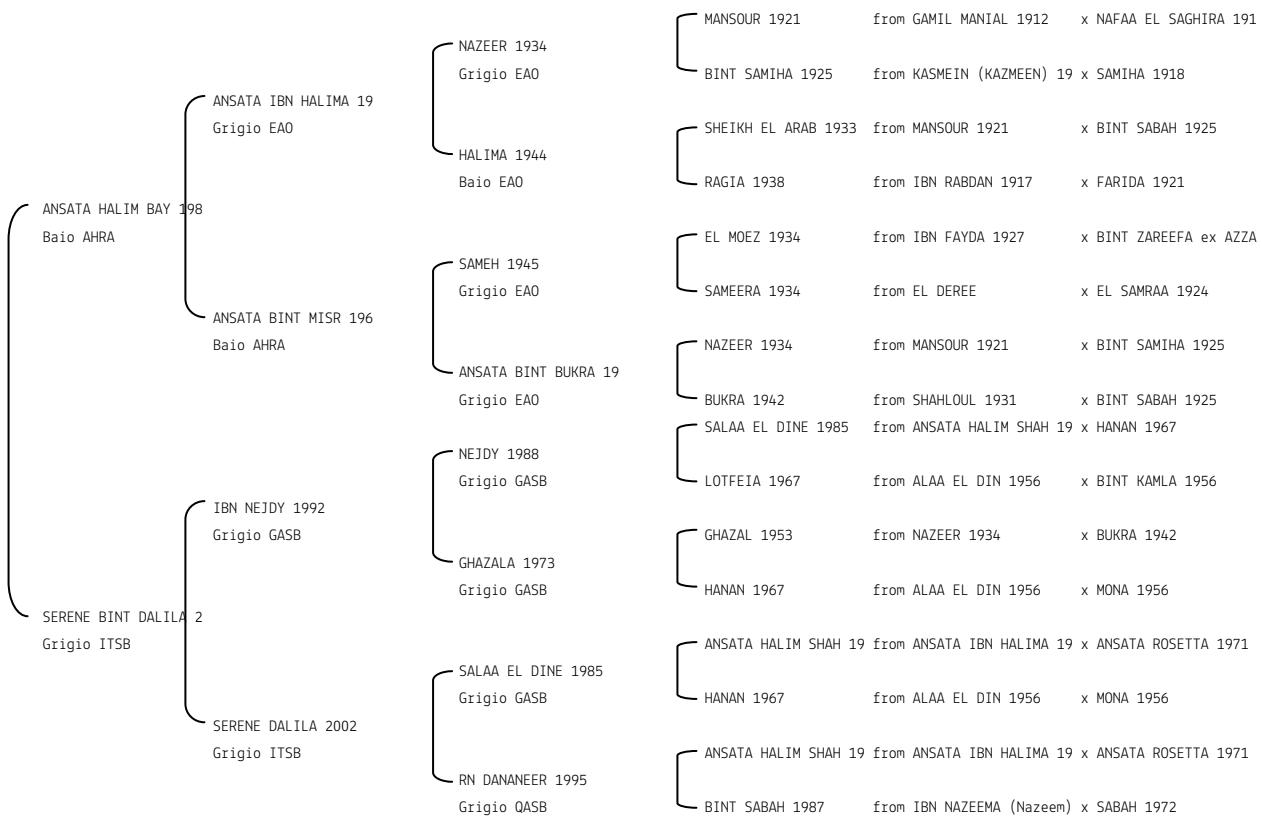 MANSOUR 1921 from GAMIL MANIAL 1912 x NAFAA EL SAGHIRA 191
NAZEER 1934
Grigio EAO
BINT SAMIHA 1925 from KASMEIN (KAZMEEN) 19 x SAMIHA 1918
ANSATA IBN HALIMA 19
Grigio EAO
SHEIKH EL ARAB 1933 from MANSOUR 1921 x BINT SABAH 1925
HALIMA 1944
Baio EAO
RAGIA 1938 from IBN RABDAN 1917 x FARIDA 1921
ANSATA HALIM BAY 198
Baio AHRA
EL MOEZ 1934 from IBN FAYDA 1927 x BINT ZAREEFA ex AZZA
SAMEH 1945
Grigio EAO
SAMEERA 1934 from EL DEREE x EL SAMRAA 1924
ANSATA BINT MISR 196
Baio AHRA
NAZEER 1934 from MANSOUR 1921 x BINT SAMIHA 1925
ANSATA BINT BUKRA 19
Grigio EAO
BUKRA 1942 from SHAHLOUL 1931 x BINT SABAH 1925
SALAA EL DINE 1985 from ANSATA HALIM SHAH 19 x HANAN 1967
NEJDY 1988
Grigio GASB
LOTFEIA 1967 from ALAA EL DIN 1956 x BINT KAMLA 1956
IBN NEJDY 1992
Grigio GASB
GHAZAL 1953 from NAZEER 1934 x BUKRA 1942
GHAZALA 1973
Grigio GASB
HANAN 1967 from ALAA EL DIN 1956 x MONA 1956
SERENE BINT DALILA 2
Grigio ITSB
ANSATA HALIM SHAH 19 from ANSATA IBN HALIMA 19 x ANSATA ROSETTA 1971
SALAA EL DINE 1985
Grigio GASB
HANAN 1967 from ALAA EL DIN 1956 x MONA 1956
SERENE DALILA 2002
Grigio ITSB
ANSATA HALIM SHAH 19 from ANSATA IBN HALIMA 19 x ANSATA ROSETTA 1971
RN DANANEER 1995
Grigio QASB
BINT SABAH 1987 from IBN NAZEEMA (Nazeem) x SABAH 1972